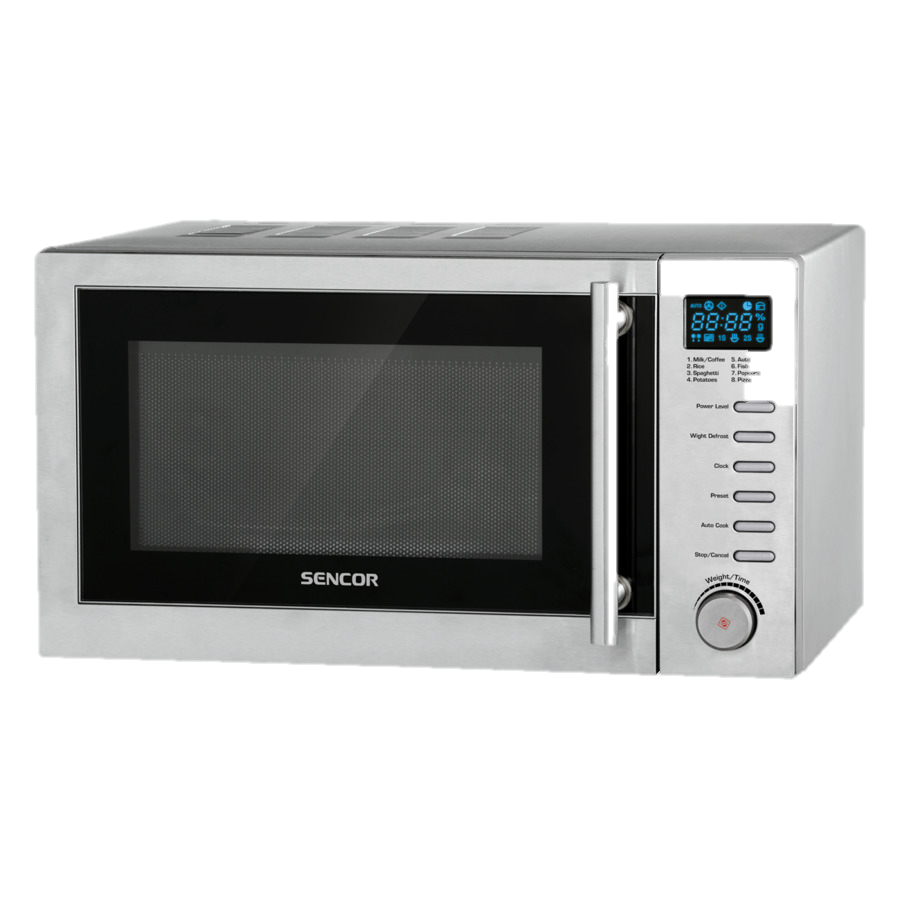 AUTO
88:88 %
g
10 20
1. Milk/Coffee 5. Auto
2. Rice 6. Fish
3. Spaghetti 7. Popcorn
4. Potatoes 8. Pizza
Power Level
Wight Defrost
Clock
Preset
Auto Cook
Stop/Cancel
Weight/Time
SENCOR